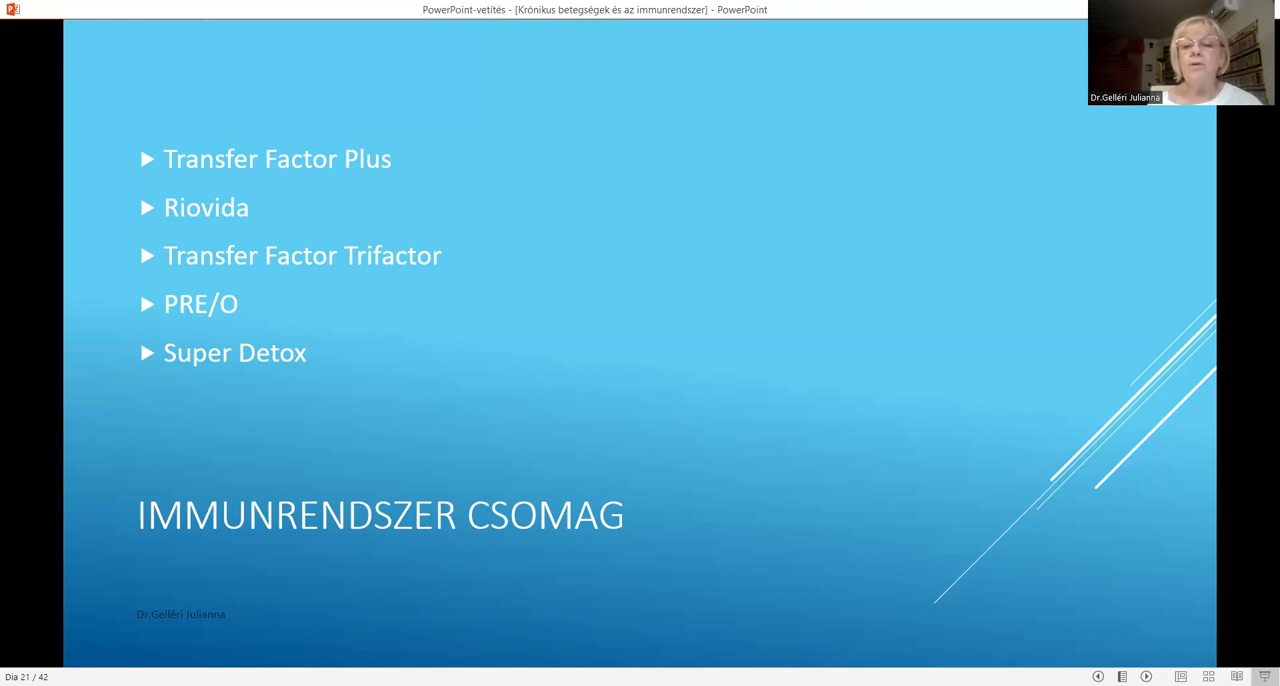 PowerPoint-vetítés - [Krónikus betegségek és az immunrendszer] - PowerPoint
Dr.Gelléri Julianna
Transfer Factor Plus
Riovida
Transfer Factor Trifactor
PRE/O
Super Detox
IMMUNRENDSZER CSOMAG
Dr.Gelléri Julianna
Dia 21 / 42